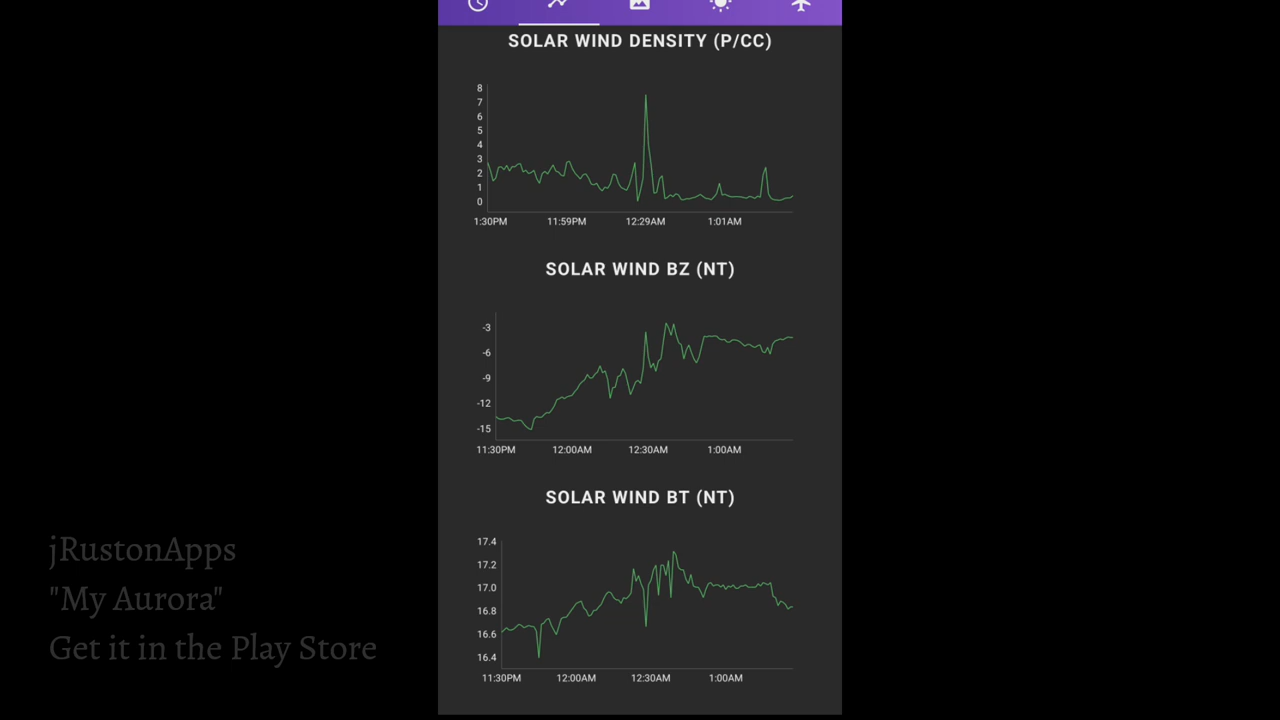 SOLAR WIND DENSITY (P/CC)
8
7
6
5
4
3
2
1
0
1:30PM 11:59PM 12:29AM 1:01AM
SOLAR WIND BZ (NT)
-3
-6
-9
-12
-15
11:30PM 12:00AM 12:30AM 1:00AM
SOLAR WIND BT (NT)
17.4
17.2
17.0
16.8
16.6
16.4
11:30PM 12:00AM 12:30AM 1:00AM
jRustonApps
"My Aurora"
Get it in the Play Store